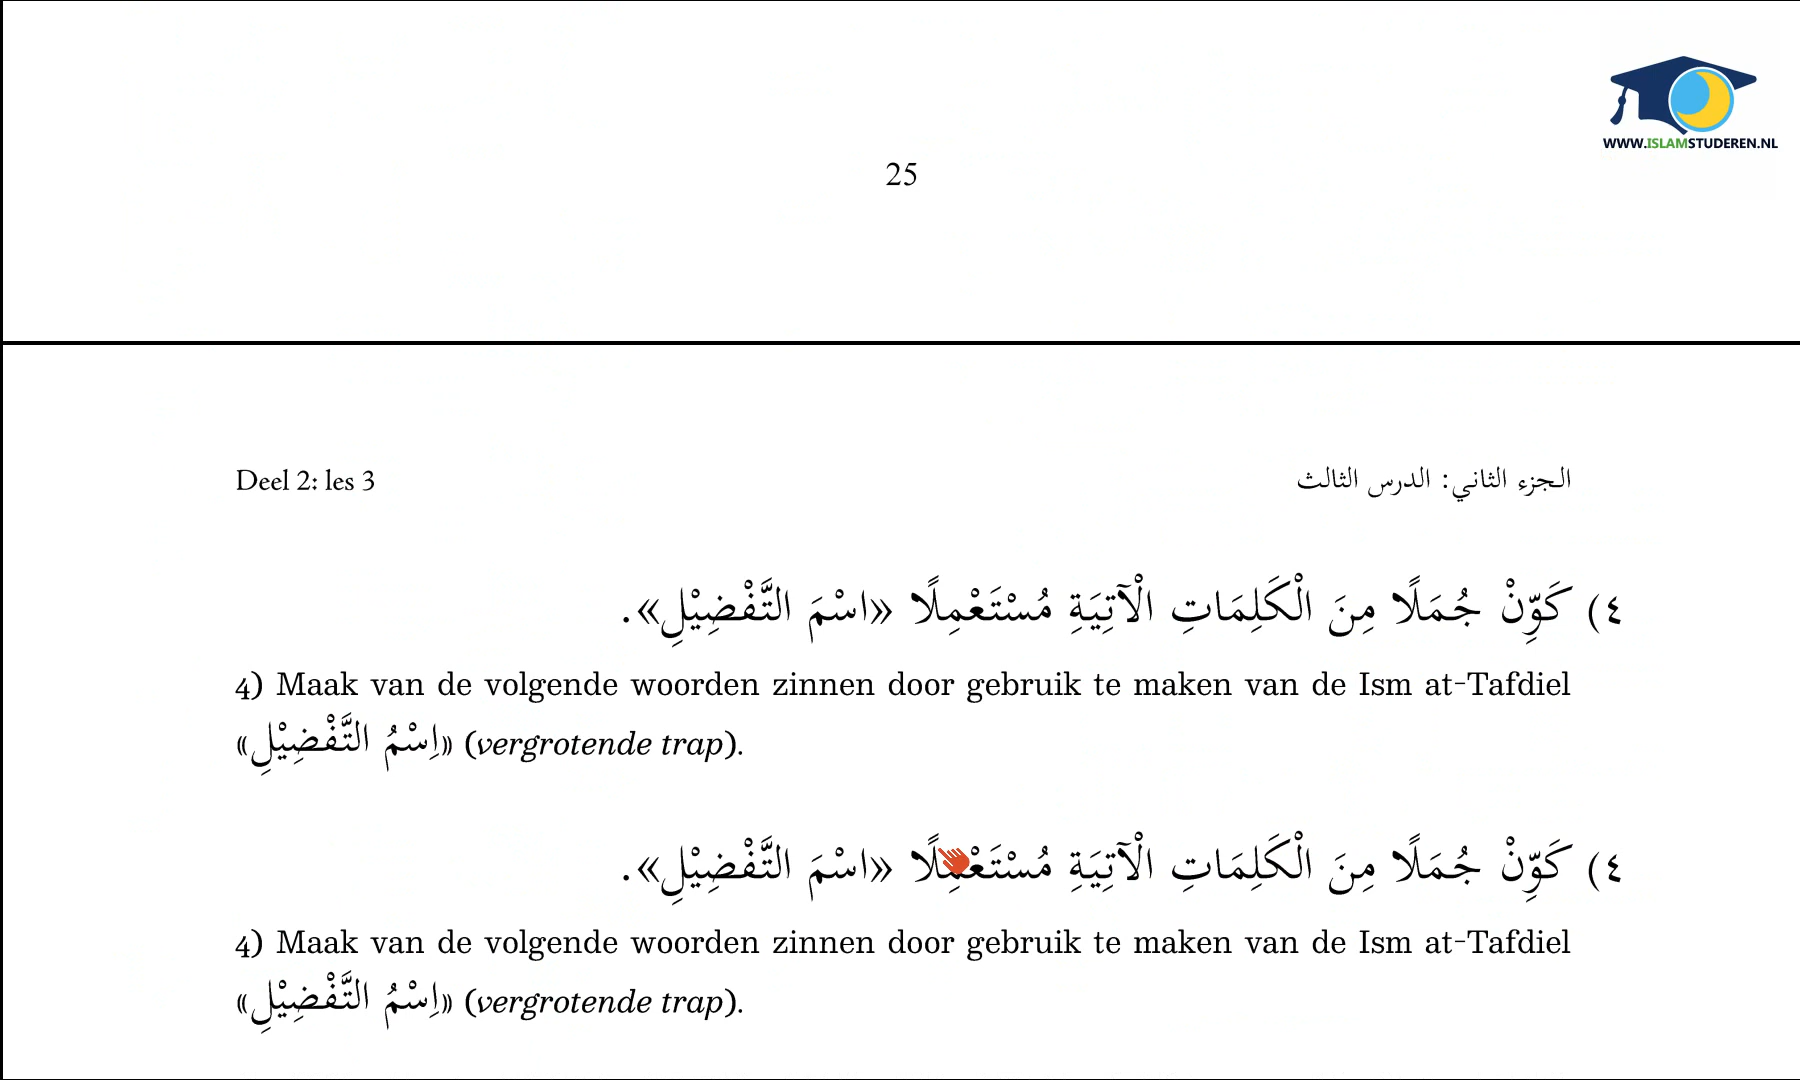 WWW.ISLAMSTUDEREN.NL
25
Deel 2: les 3
الجزء الثاني: الدرس الثالث
٤) كَوِّنْ جُمَلًا مِنَ الْكَلِمَاتِ الْآتِيَةِ مُسْتَعْمِلًا «اسْمَ التَّفْضِيْلِ».
4) Maak van de volgende woorden zinnen door gebruik te maken van de Ism at-Tafdiel
«اِسْمُ التَّفْضِيْلِ» (vergrotende trap).
٤) كَوِّنْ جُمَلًا مِنَ الْكَلِمَاتِ الْآتِيَةِ مُسْتَعْمِلًا «اسْمَ التَّفْضِيْلِ».
4) Maak van de volgende woorden zinnen door gebruik te maken van de Ism at-Tafdiel
«اِسْمُ التَّفْضِيْلِ» (vergrotende trap).